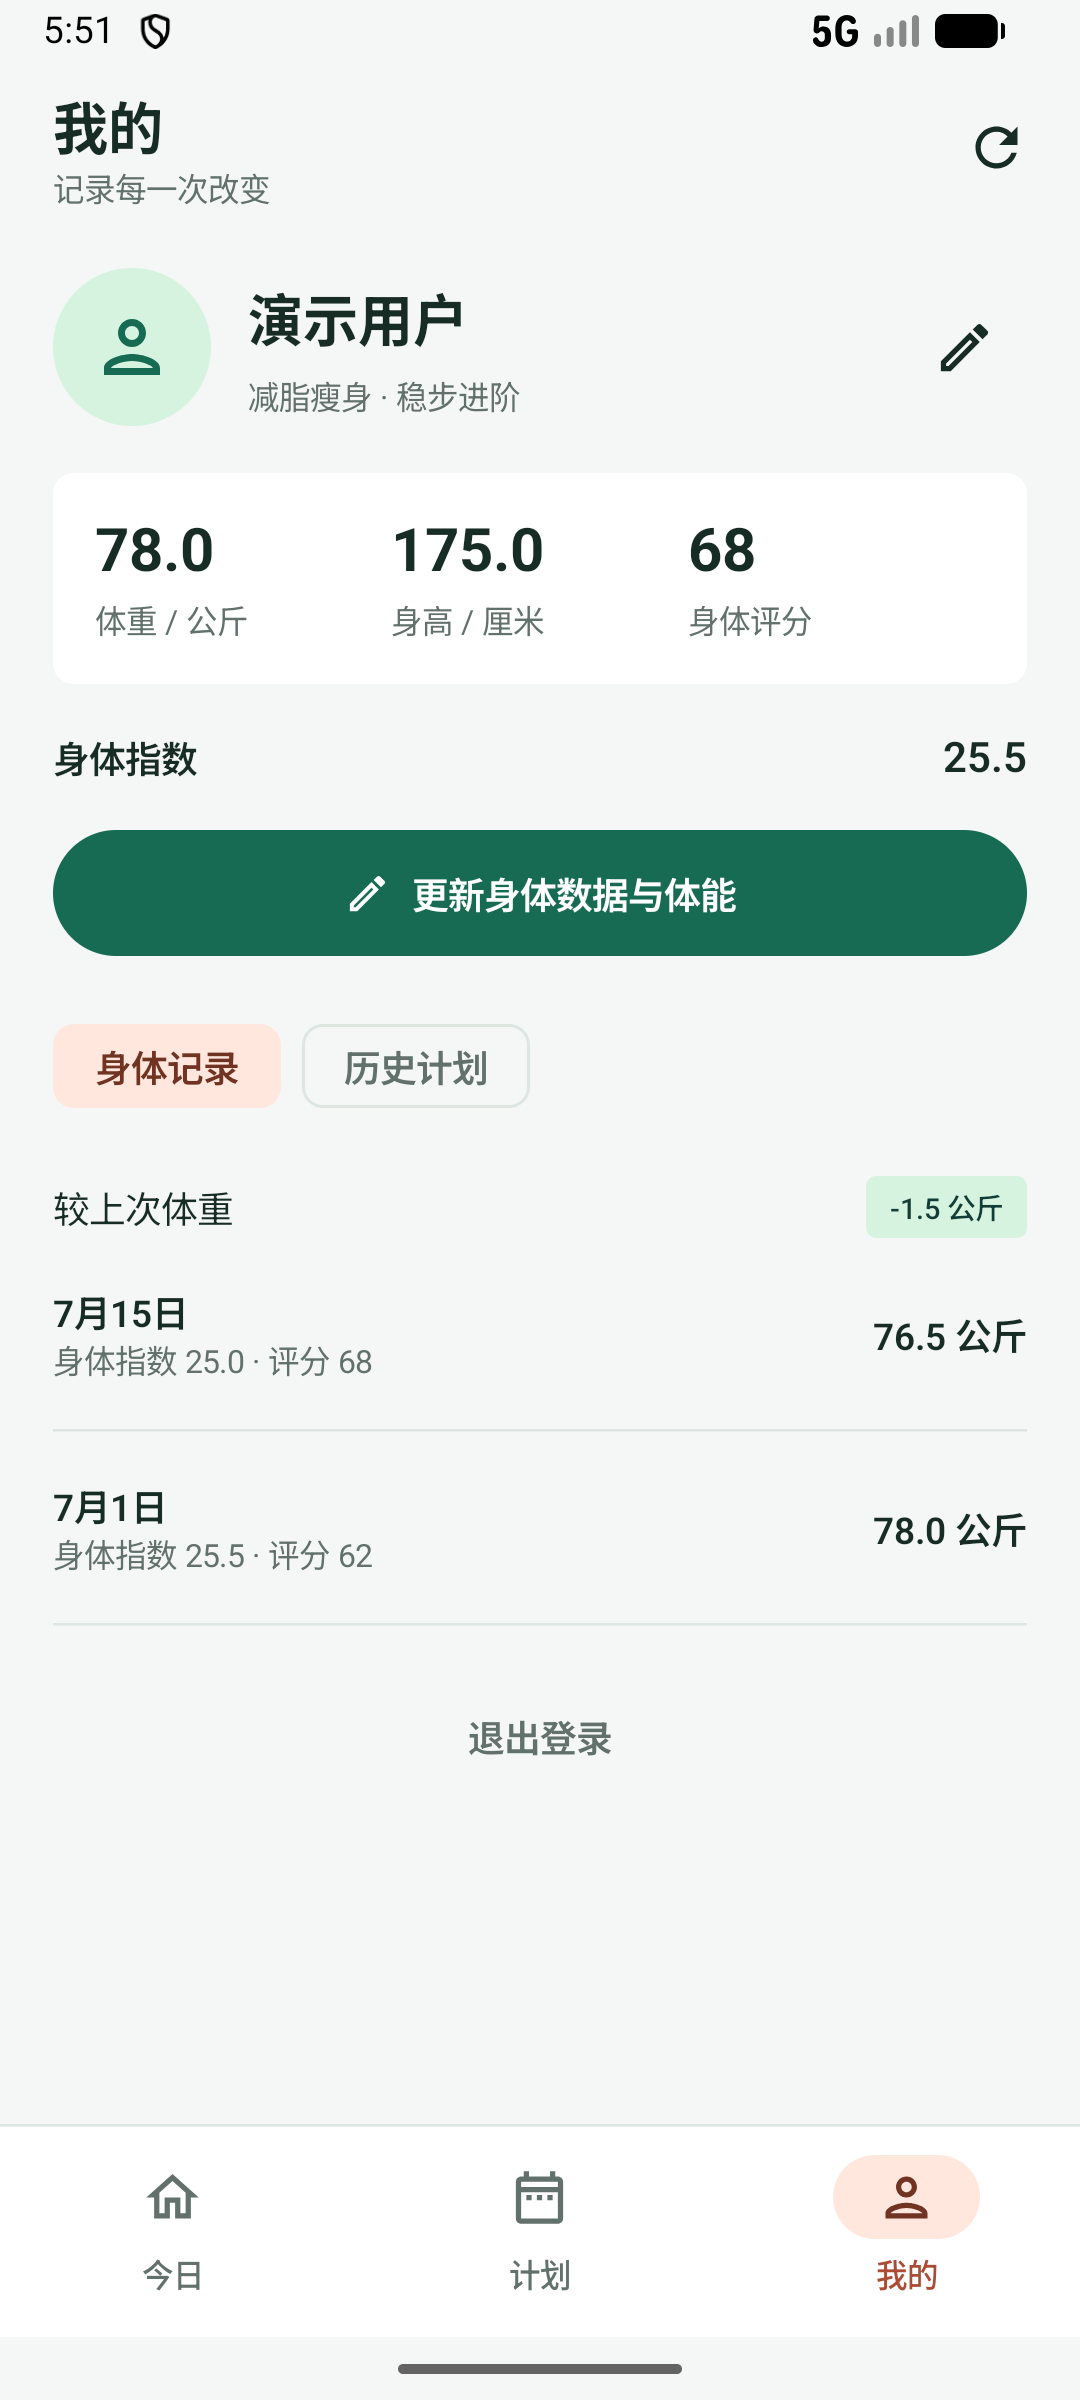 5:51
5G
我的
记录每一次改变
演示用户
减脂瘦身 · 稳步进阶
78.0
175.0
68
体重 / 公斤
身高 / 厘米
身体评分
身体指数
25.5
更新身体数据与体能
身体记录
历史计划
较上次体重
-1.5 公斤
7月15日
身体指数 25.0 · 评分 68
76.5 公斤
7月1日
身体指数 25.5 · 评分 62
78.0 公斤
退出登录
今日
计划
我的